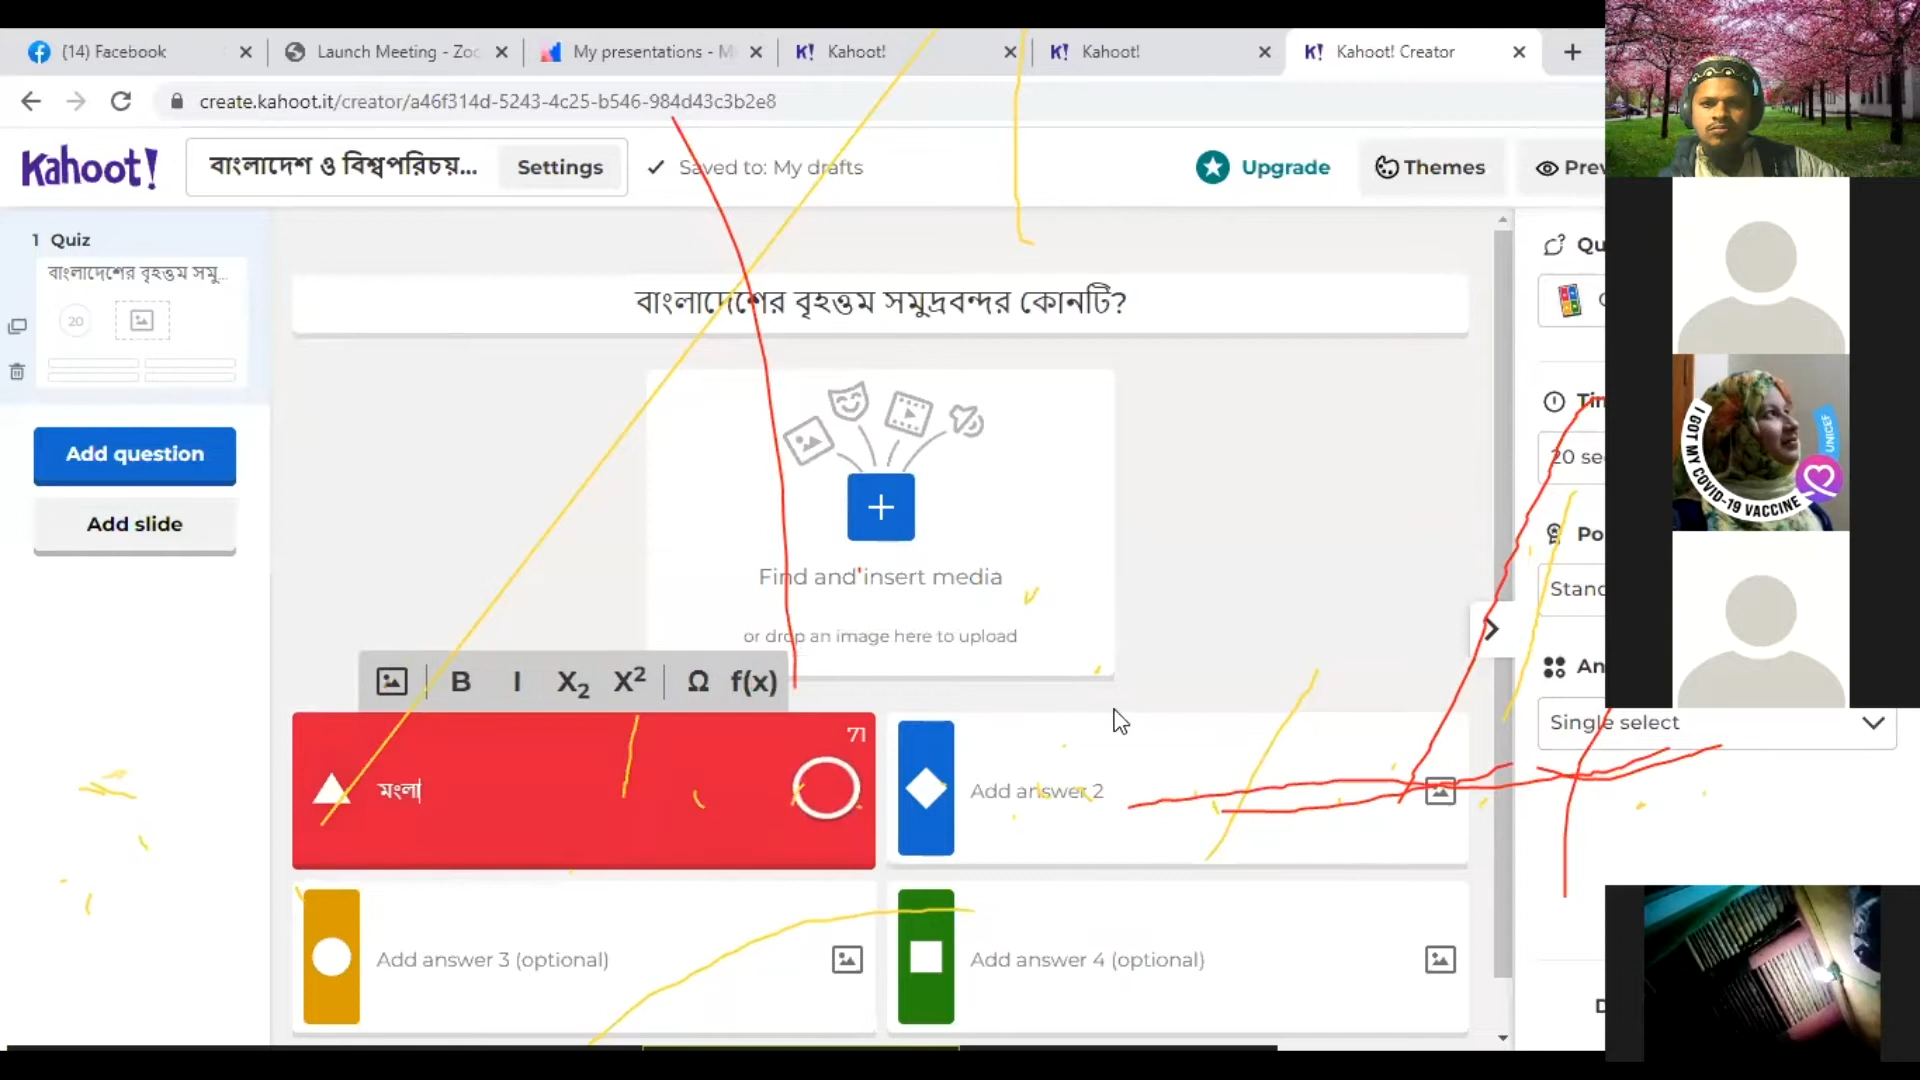 (14) Facebook
Launch Meeting - Zoo
My presentations - M
Kahoot!
Kahoot!
Kahoot! Creator
create.kahoot.it/creator/a46f314d-5243-4c25-b546-984d43c3b2e8
Kahoot!
বাংলাদেশ ও বিশ্বপরিচয়...
Settings
Saved to: My drafts
Upgrade
Themes
Prev
1 Quiz
বাংলাদেশের বৃহত্তম সমু...
20
Add question
Add slide
বাংলাদেশের বৃহত্তম সমুদ্রবন্দর কোনটি?
Find and insert media
or drop an image here to upload
B I X₂ X² Ω f(x)
71
মংলা
Add answer 2
Add answer 3 (optional)
Add answer 4 (optional)
Qu
Tim
20 se
Po
Stand
An
Single select
I GOT MY COVID-19 VACCINE
UNICEF